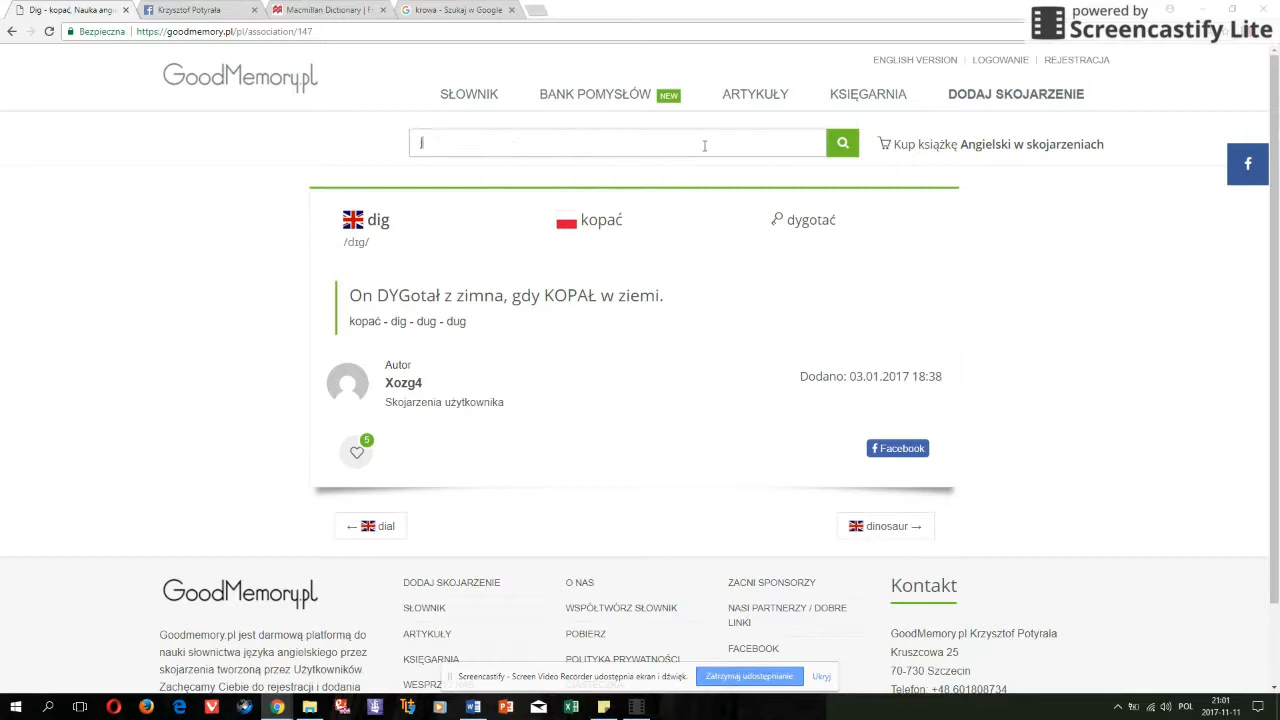 Dig - kopać, Nauka angi
Krzysztof Potyrała
Macmillan Dictionary | Fr
krowa - Szukaj w Google
powered by
Screencastify Lite
Bezpieczna
https://goodmemory.pl/pl/association/147
ENGLISH VERSION | LOGOWANIE | REJESTRACJA
GoodMemory.pl
SŁOWNIK
BANK POMYSŁÓW NEW
ARTYKUŁY
KSIĘGARNIA
DODAJ SKOJARZENIE
Kup książkę Angielski w skojarzeniach
dig
kopać
dygotać
/dɪg/
On DYGotał z zimna, gdy KOPAŁ w ziemi.
kopać - dig - dug - dug
Autor
Xozg4
Skojarzenia użytkownika
Dodano: 03.01.2017 18:38
5
Facebook
← dial
dinosaur →
GoodMemory.pl
Goodmemory.pl jest darmową platformą do
nauki słownictwa języka angielskiego przez
skojarzenia tworzoną przez Użytkowników.
Zachęcamy Ciebie do rejestracji i dodania
DODAJ SKOJARZENIE
SŁOWNIK
ARTYKUŁY
KSIĘGARNIA
O NAS
WSPÓŁTWÓRZ SŁOWNIK
POBIERZ
POLITYKA PRYWATNOŚCI
ZACNI SPONSORZY
NASI PARTNERZY / DOBRE
LINKI
FACEBOOK
Kontakt
GoodMemory.pl Krzysztof Potyrała
Kruszcowa 25
70-730 Szczecin
Telefon: +48 601808734
Screencastify - Screen Video Recorder udostępnia ekran i dźwięk.
Zatrzymaj udostępnianie
Ukryj
POL
21:01
2017-11-11